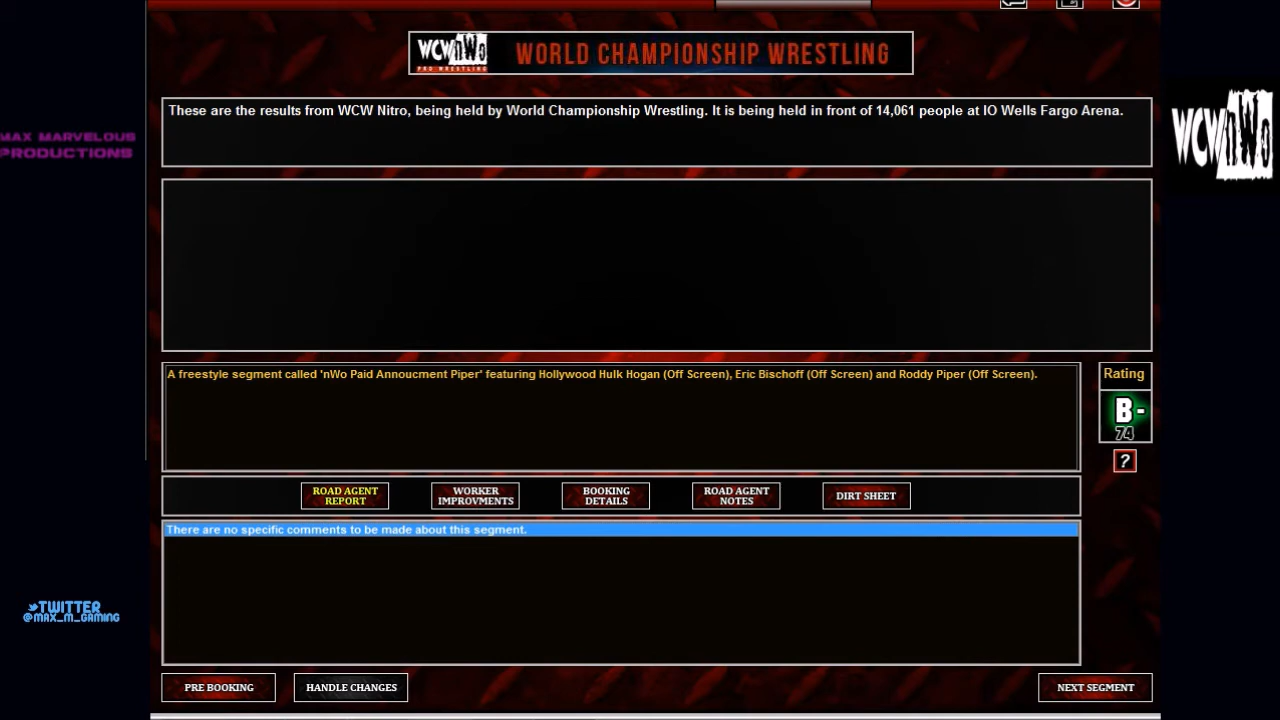 WCW nWo
PRO WRESTLING
WORLD CHAMPIONSHIP WRESTLING
These are the results from WCW Nitro, being held by World Championship Wrestling. It is being held in front of 14,061 people at IO Wells Fargo Arena.
MAX MARVELOUS
PRODUCTIONS
WCW nWo
A freestyle segment called 'nWo Paid Annoucment Piper' featuring Hollywood Hulk Hogan (Off Screen), Eric Bischoff (Off Screen) and Roddy Piper (Off Screen).
Rating
B-
74
?
ROAD AGENT
REPORT
WORKER
IMPROVMENTS
BOOKING
DETAILS
ROAD AGENT
NOTES
DIRT SHEET
There are no specific comments to be made about this segment.
TWITTER
@MAX_M_GAMING
PRE BOOKING
HANDLE CHANGES
NEXT SEGMENT